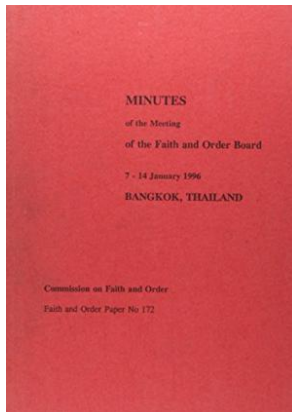 MINUTES
of the Meeting
of the Faith and Order Board
7 - 14 January 1996
BANGKOK, THAILAND
Commission on Faith and Order
Faith and Order Paper No 172